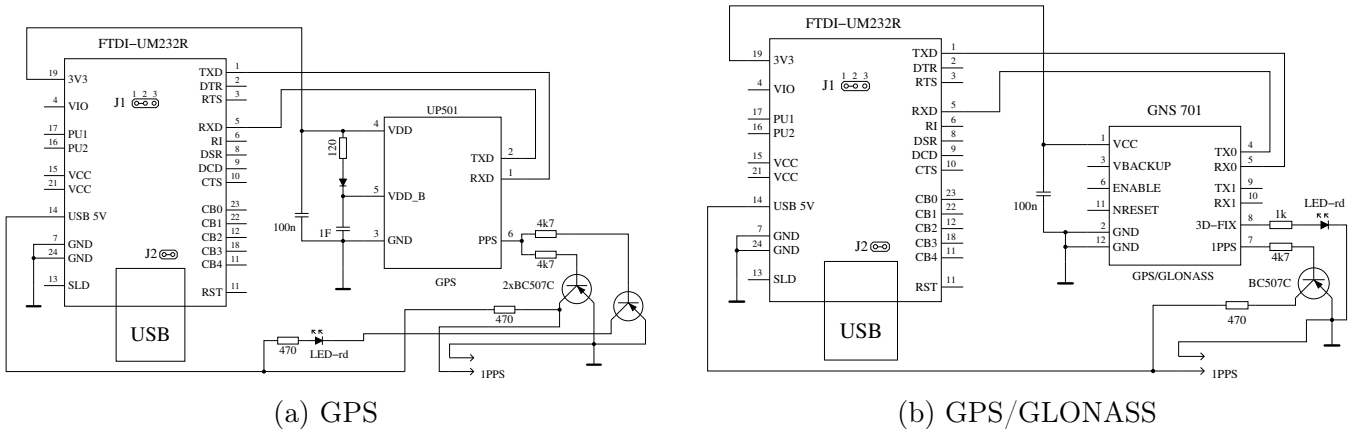 FTDI−UM232R
19 3V3
4 VIO
17 PU1
16 PU2
15 VCC
21 VCC
14 USB 5V
7 GND
24 GND
13 SLD
J1 1 2 3
J2
TXD 1
DTR 2
RTS 3
RXD 5
RI 6
DSR 8
DCD 9
CTS 10
CB0 23
CB1 22
CB2 12
CB3 18
CB4 11
RST 11
USB
100n
120
1F
UP501
4 VDD
5 VDD_B
3 GND
TXD 2
RXD 1
PPS 6
GPS
4k7
4k7
2xBC507C
470
470
LED−rd
1PPS
(a) GPS
FTDI−UM232R
19 3V3
4 VIO
17 PU1
16 PU2
15 VCC
21 VCC
14 USB 5V
7 GND
24 GND
13 SLD
J1 1 2 3
J2
TXD 1
DTR 2
RTS 3
RXD 5
RI 6
DSR 8
DCD 9
CTS 10
CB0 23
CB1 22
CB2 12
CB3 18
CB4 11
RST 11
USB
100n
GNS 701
1 VCC
3 VBACKUP
6 ENABLE
11 NRESET
2 GND
12 GND
TX0 4
RX0 5
TX1 9
RX1 10
3D−FIX 8
1PPS 7
GPS/GLONASS
1k
LED−rd
4k7
BC507C
470
1PPS
(b) GPS/GLONASS